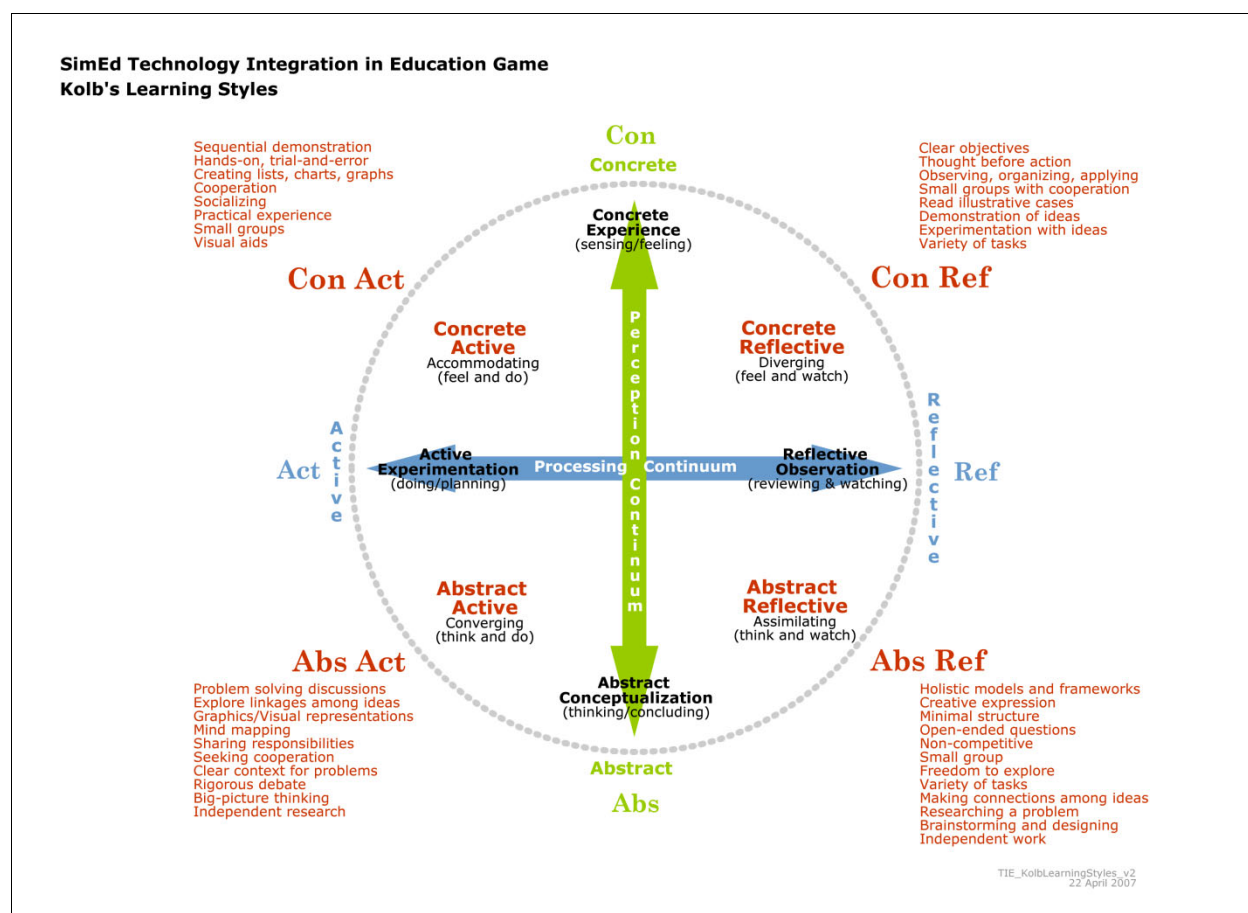 SimEd Technology Integration in Education Game
Kolb's Learning Styles
Con
Concrete
Sequential demonstration
Hands-on, trial-and-error
Creating lists, charts, graphs
Cooperation
Socializing
Practical experience
Small groups
Visual aids
Con Act
Clear objectives
Thought before action
Observing, organizing, applying
Small groups with cooperation
Read illustrative cases
Demonstration of ideas
Experimentation with ideas
Variety of tasks
Con Ref
Concrete
Experience
(sensing/feeling)
Concrete
Active
Accommodating
(feel and do)
Concrete
Reflective
Diverging
(feel and watch)
Perception Continuum
Act
Active
Active
Experimentation
(doing/planning)
Processing Continuum
Reflective
Observation
(reviewing & watching)
Reflective
Ref
Abstract
Active
Converging
(think and do)
Abstract
Reflective
Assimilating
(think and watch)
Abstract
Conceptualization
(thinking/concluding)
Abs Act
Problem solving discussions
Explore linkages among ideas
Graphics/Visual representations
Mind mapping
Sharing responsibilities
Seeking cooperation
Clear context for problems
Rigorous debate
Big-picture thinking
Independent research
Abstract
Abs
Abs Ref
Holistic models and frameworks
Creative expression
Minimal structure
Open-ended questions
Non-competitive
Small group
Freedom to explore
Variety of tasks
Making connections among ideas
Researching a problem
Brainstorming and designing
Independent work
TIE_KolbLearningStyles_v2
22 April 2007